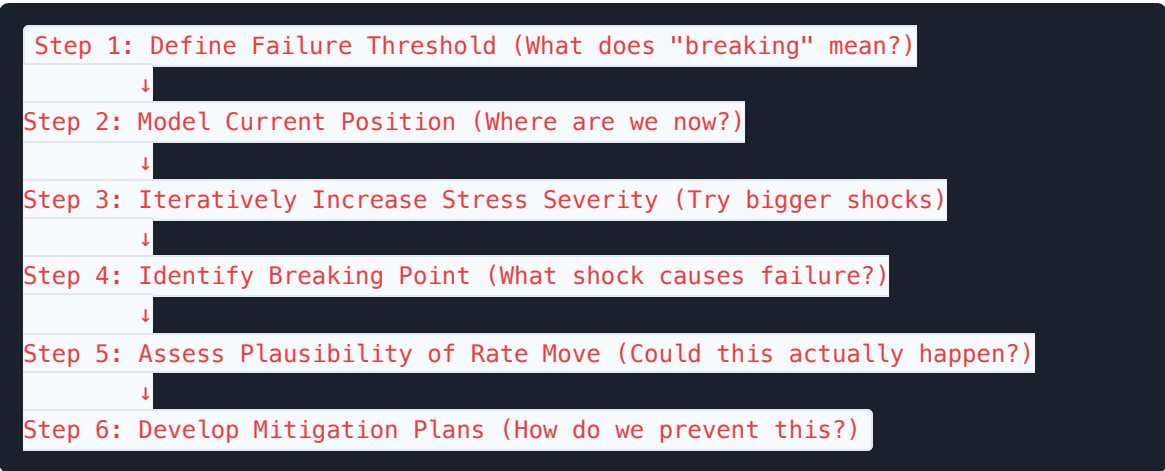 Step 1: Define Failure Threshold (What does "breaking" mean?)
↓
Step 2: Model Current Position (Where are we now?)
↓
Step 3: Iteratively Increase Stress Severity (Try bigger shocks)
↓
Step 4: Identify Breaking Point (What shock causes failure?)
↓
Step 5: Assess Plausibility of Rate Move (Could this actually happen?)
↓
Step 6: Develop Mitigation Plans (How do we prevent this?)